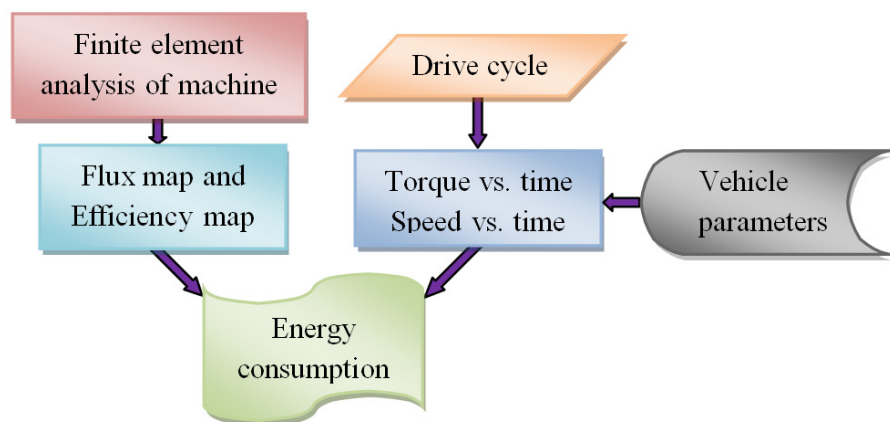 Finite element
analysis of machine
Drive cycle
Flux map and
Efficiency map
Torque vs. time
Speed vs. time
Vehicle
parameters
Energy
consumption